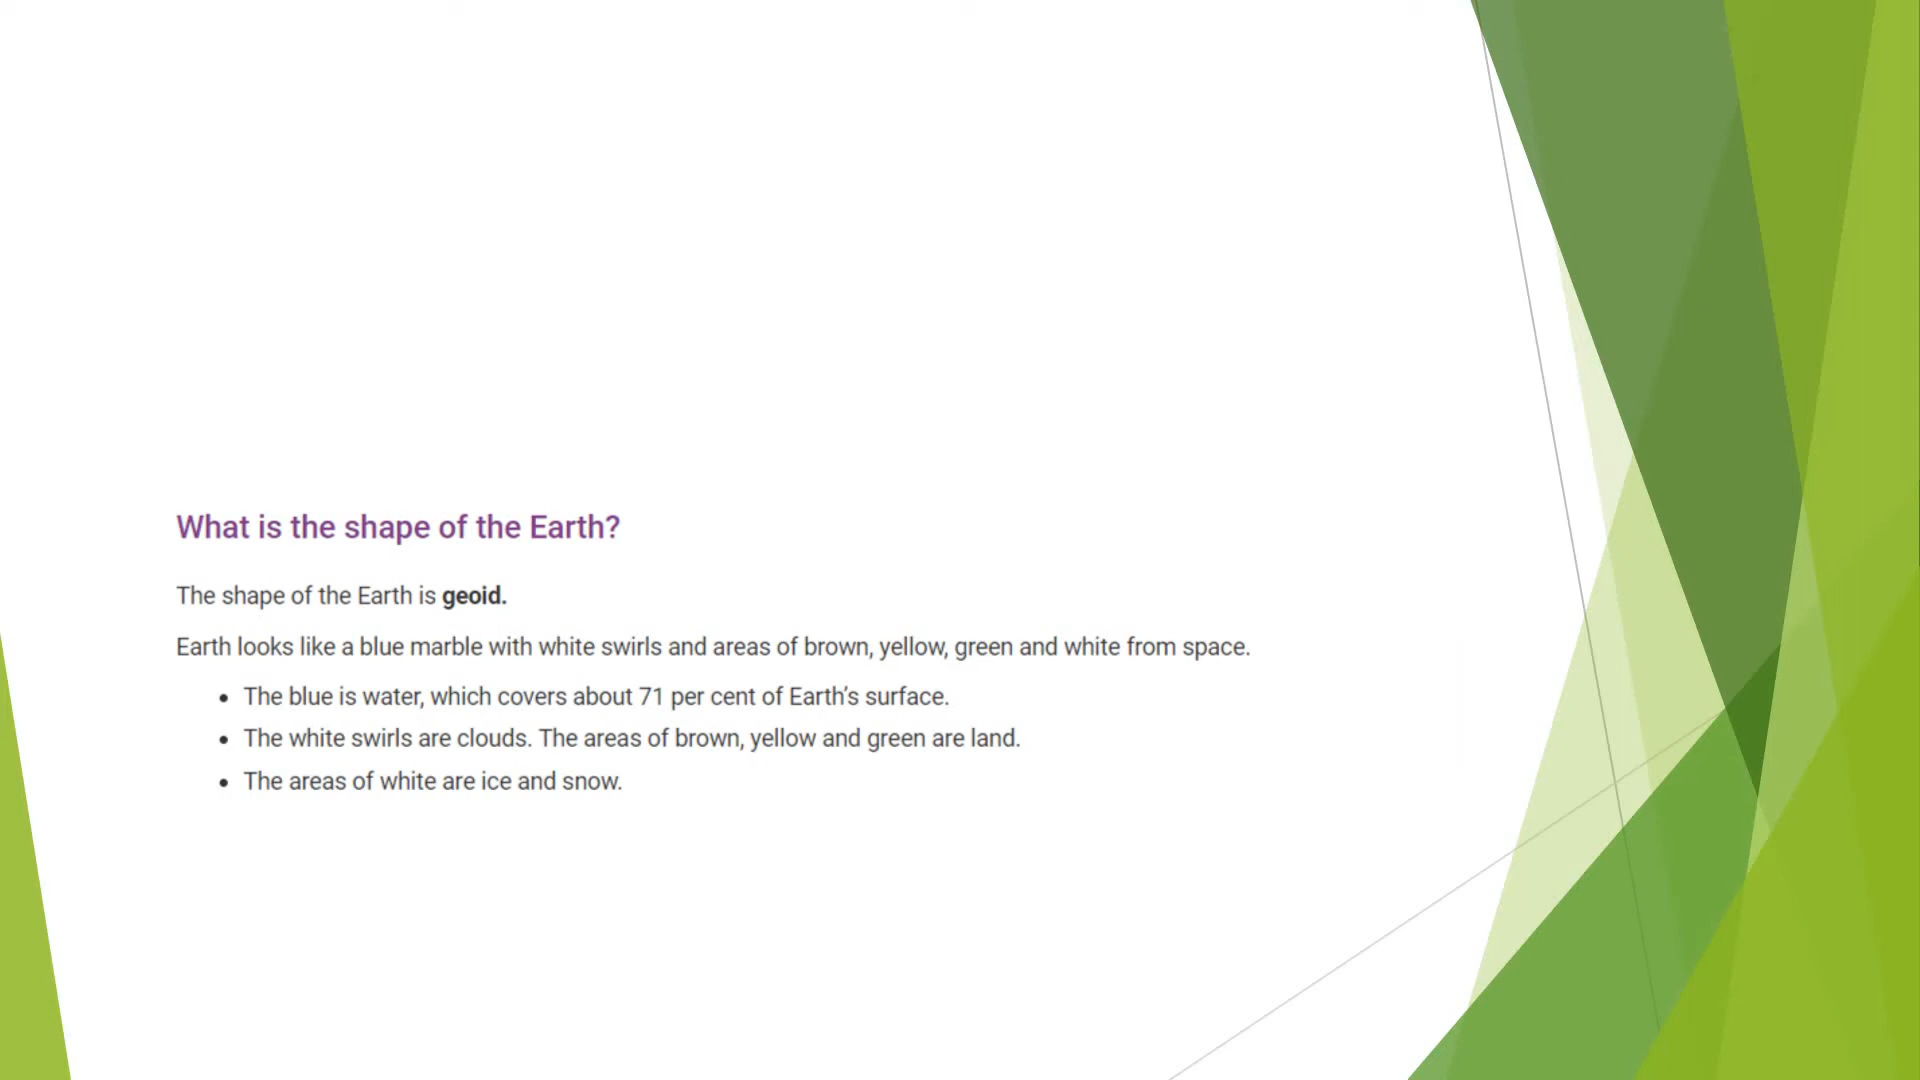 What is the shape of the Earth?
The shape of the Earth is geoid.
Earth looks like a blue marble with white swirls and areas of brown, yellow, green and white from space.
• The blue is water, which covers about 71 per cent of Earth’s surface.
• The white swirls are clouds. The areas of brown, yellow and green are land.
• The areas of white are ice and snow.